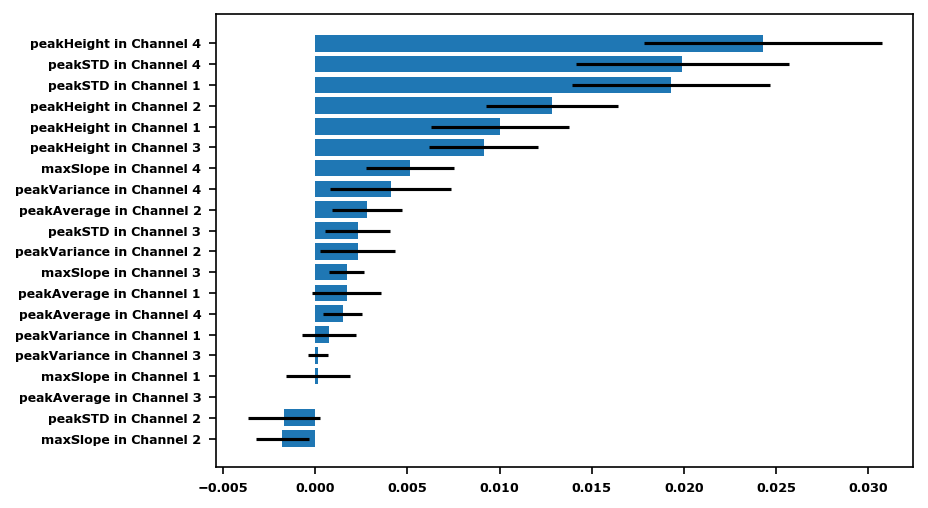 peakHeight in Channel 4
peakSTD in Channel 4
peakSTD in Channel 1
peakHeight in Channel 2
peakHeight in Channel 1
peakHeight in Channel 3
maxSlope in Channel 4
peakVariance in Channel 4
peakAverage in Channel 2
peakSTD in Channel 3
peakVariance in Channel 2
maxSlope in Channel 3
peakAverage in Channel 1
peakAverage in Channel 4
peakVariance in Channel 1
peakVariance in Channel 3
maxSlope in Channel 1
peakAverage in Channel 3
peakSTD in Channel 2
maxSlope in Channel 2
−0.005 0.000 0.005 0.010 0.015 0.020 0.025 0.030